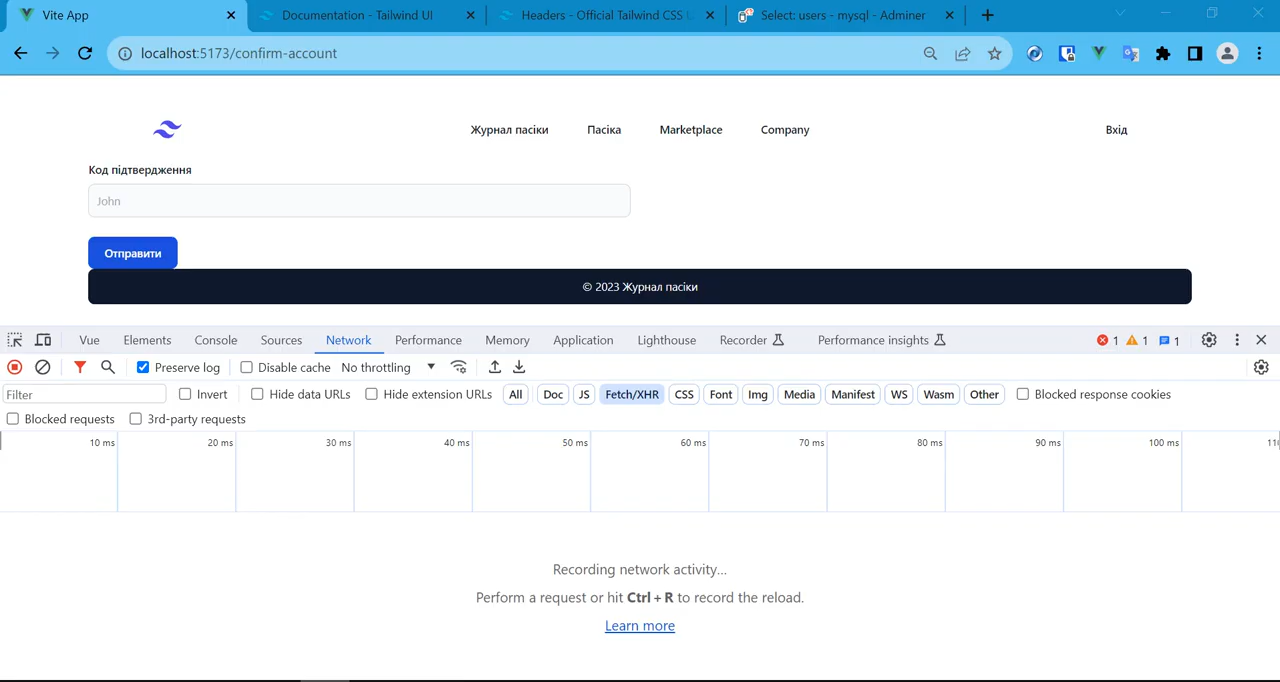 Vite App
Documentation - Tailwind UI
Headers - Official Tailwind CSS U
Select: users - mysql - Adminer
localhost:5173/confirm-account
Журнал пасіки
Пасіка
Marketplace
Company
Вхід
Код підтвердження
John
Отправити
© 2023 Журнал пасіки
Vue
Elements
Console
Sources
Network
Performance
Memory
Application
Lighthouse
Recorder
Performance insights
1
1
1
Preserve log
Disable cache
No throttling
Filter
Invert
Hide data URLs
Hide extension URLs
All
Doc
JS
Fetch/XHR
CSS
Font
Img
Media
Manifest
WS
Wasm
Other
Blocked response cookies
Blocked requests
3rd-party requests
10 ms
20 ms
30 ms
40 ms
50 ms
60 ms
70 ms
80 ms
90 ms
100 ms
110
Recording network activity...
Perform a request or hit Ctrl + R to record the reload.
Learn more